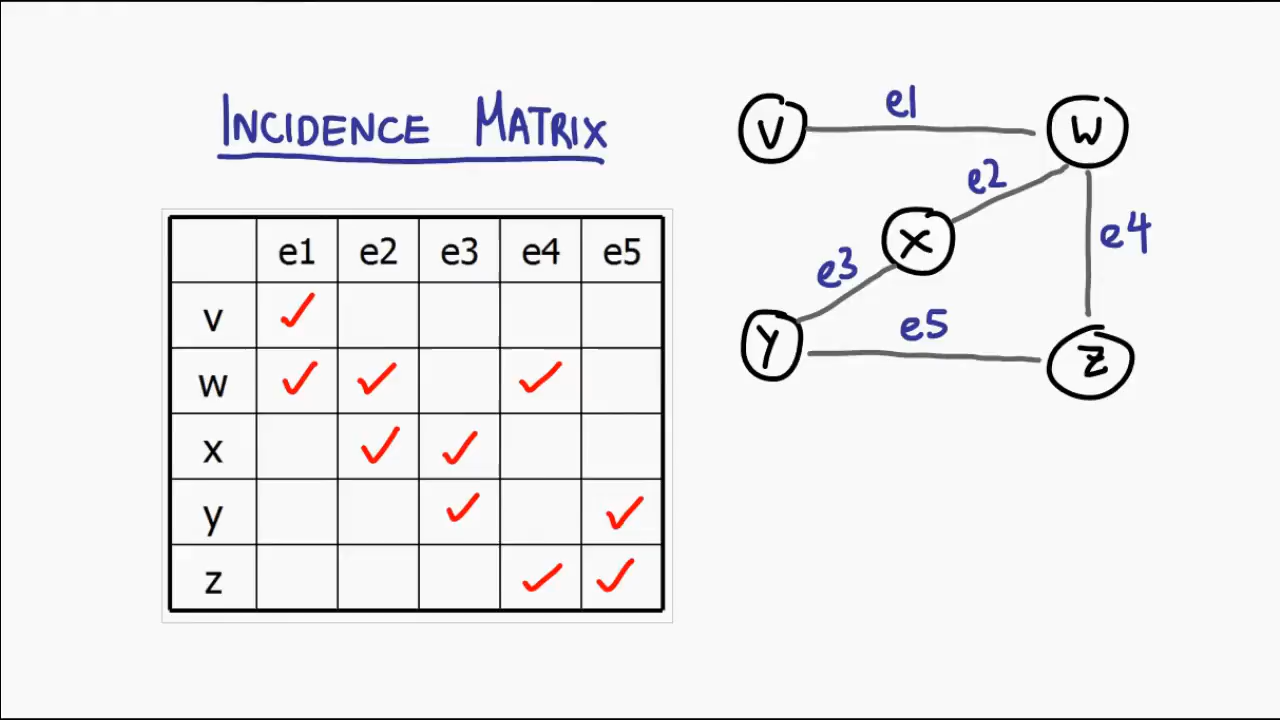 INCIDENCE MATRIX
e1 e2 e3 e4 e5
v ✓
w ✓ ✓ ✓
x ✓ ✓
y ✓ ✓
z ✓ ✓
V e1 W
e2
X e4
e3
Y e5 Z